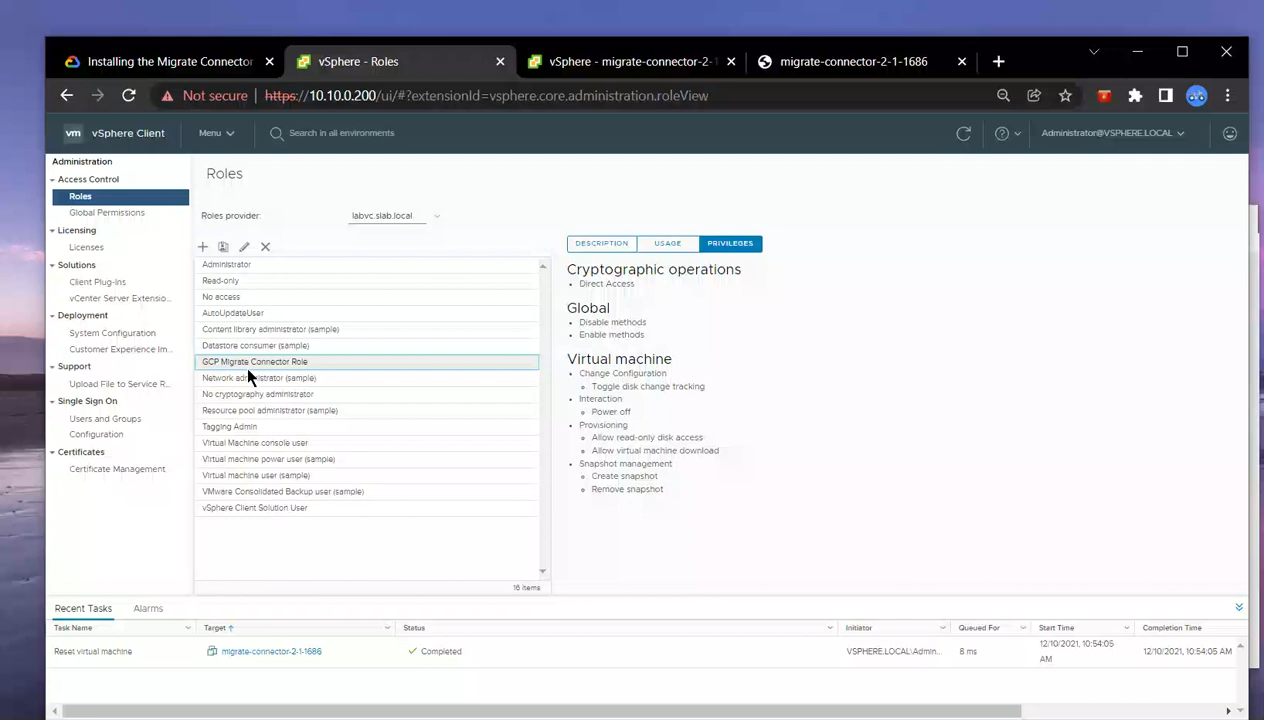 Installing the Migrate Connector
vSphere - Roles
vSphere - migrate-connector-2-1
migrate-connector-2-1-1686
Not secure
https://10.10.0.200/ui/#?extensionId=vsphere.core.administration.roleView
vm
vSphere Client
Menu
Search in all environments
Administrator@VSPHERE.LOCAL
Administration
Access Control
Roles
Global Permissions
Licensing
Licenses
Solutions
Client Plug-Ins
vCenter Server Extensio...
Deployment
System Configuration
Customer Experience Im...
Support
Upload File to Service R...
Single Sign On
Users and Groups
Configuration
Certificates
Certificate Management
Roles
Roles provider:
labvc.slab.local
Administrator
Read-only
No access
AutoUpdateUser
Content library administrator (sample)
Datastore consumer (sample)
GCP Migrate Connector Role
Network administrator (sample)
No cryptography administrator
Resource pool administrator (sample)
Tagging Admin
Virtual Machine console user
Virtual machine power user (sample)
Virtual machine user (sample)
VMware Consolidated Backup user (sample)
vSphere Client Solution User
16 items
DESCRIPTION
USAGE
PRIVILEGES
Cryptographic operations
Direct Access
Global
Disable methods
Enable methods
Virtual machine
Change Configuration
Toggle disk change tracking
Interaction
Power off
Provisioning
Allow read-only disk access
Allow virtual machine download
Snapshot management
Create snapshot
Remove snapshot
Recent Tasks
Alarms
Task Name
Target
Status
Initiator
Queued For
Start Time
Completion Time
Reset virtual machine
migrate-connector-2-1-1686
Completed
VSPHERE.LOCAL\Admin...
8 ms
12/10/2021, 10:54:05
AM
12/10/2021, 10:54:05 AM